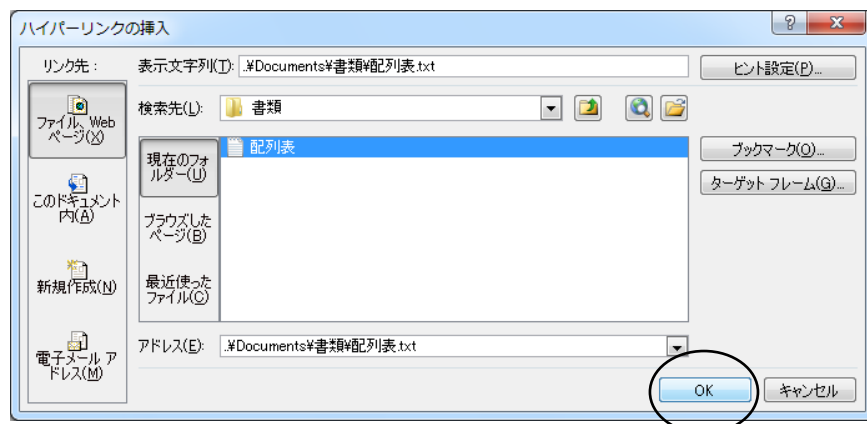 ハイパーリンクの挿入
リンク先：
表示文字列(T): .¥Documents¥書類¥配列表.txt
ヒント設定(P)...
ファイル、Web
ページ(X)
検索先(L): 書類
現在のフォ
ルダー(U)
配列表
ブックマーク(O)...
ターゲット フレーム(G)...
このドキュメント
内(A)
ブラウズした
ページ(B)
新規作成(N)
最近使った
ファイル(C)
電子メール ア
ドレス(M)
アドレス(E): .¥Documents¥書類¥配列表.txt
OK
キャンセル